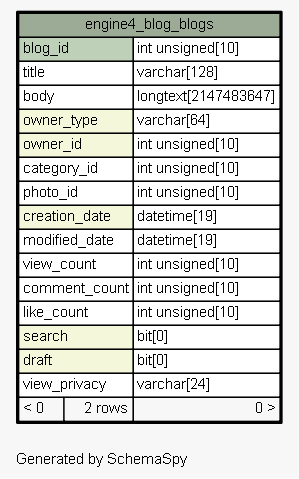 engine4_blog_blogs
blog_id int unsigned[10]
title varchar[128]
body longtext[2147483647]
owner_type varchar[64]
owner_id int unsigned[10]
category_id int unsigned[10]
photo_id int unsigned[10]
creation_date datetime[19]
modified_date datetime[19]
view_count int unsigned[10]
comment_count int unsigned[10]
like_count int unsigned[10]
search bit[0]
draft bit[0]
view_privacy varchar[24]
< 0 2 rows 0 >
Generated by SchemaSpy